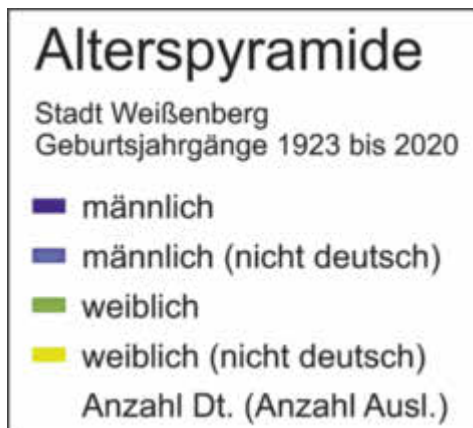 Alterspyramide
Stadt Weißenberg
Geburtsjahrgänge 1923 bis 2020
männlich
männlich (nicht deutsch)
weiblich
weiblich (nicht deutsch)
Anzahl Dt. (Anzahl Ausl.)